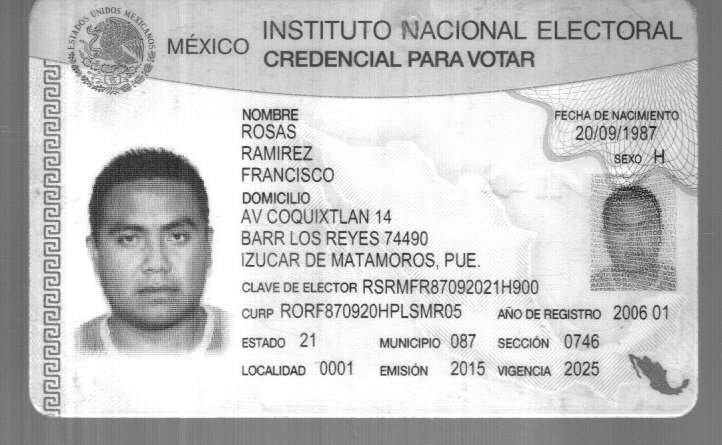 ESTADOS UNIDOS MEXICANOS
MÉXICO INSTITUTO NACIONAL ELECTORAL
CREDENCIAL PARA VOTAR
NOMBRE
ROSAS
RAMIREZ
FRANCISCO
FECHA DE NACIMIENTO
20/09/1987
SEXO H
DOMICILIO
AV COQUIXTLAN 14
BARR LOS REYES 74490
IZUCAR DE MATAMOROS, PUE.
CLAVE DE ELECTOR RSRMFR87092021H900
CURP RORF870920HPLSMR05 AÑO DE REGISTRO 2006 01
ESTADO 21 MUNICIPIO 087 SECCIÓN 0746
LOCALIDAD 0001 EMISIÓN 2015 VIGENCIA 2025